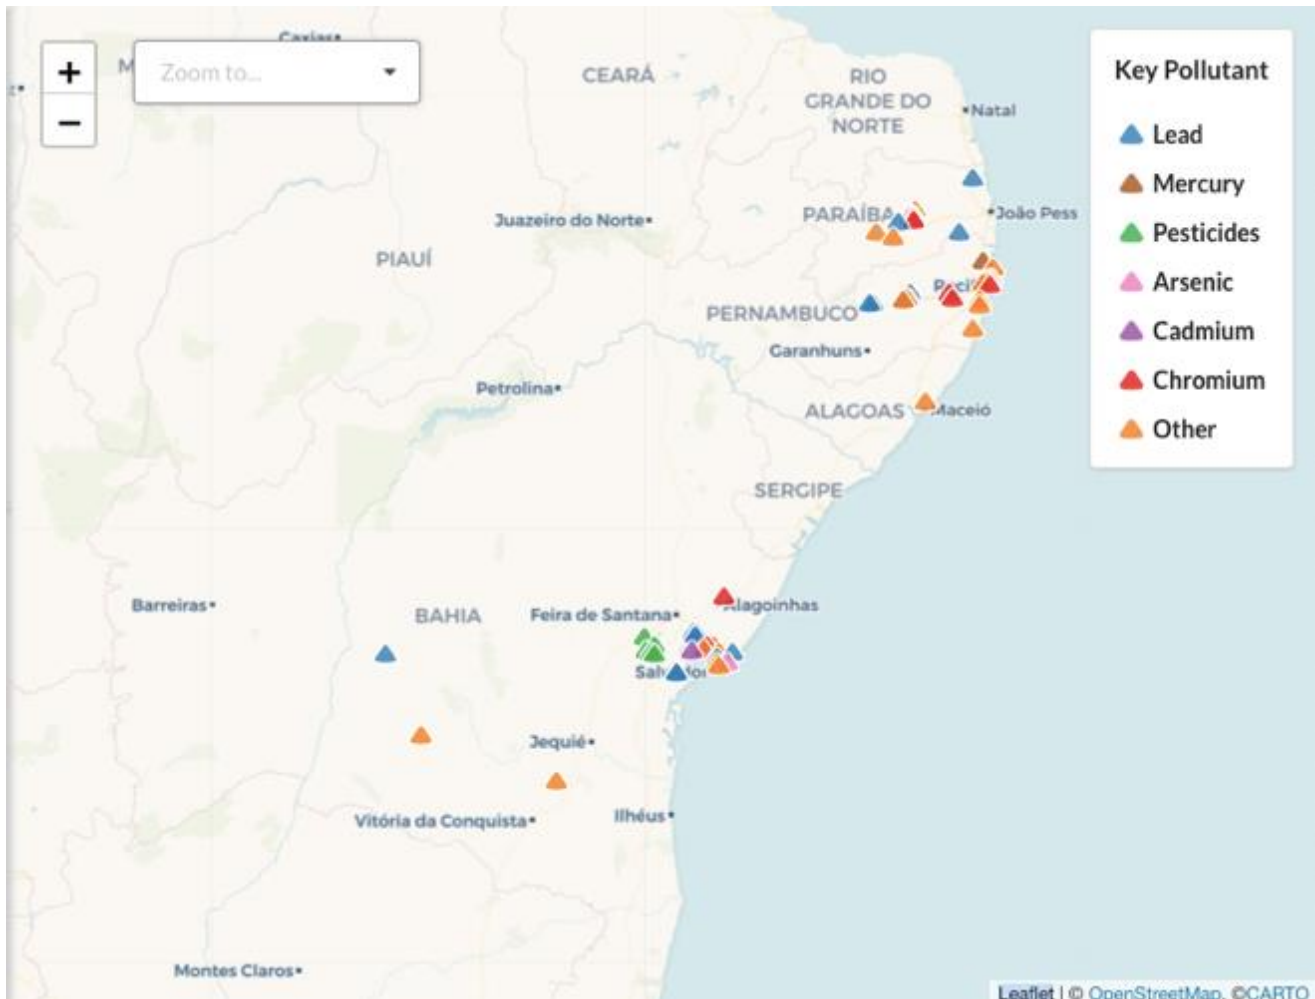 Caxias
+
M
Zoom to...
−
CEARÁ
RIO
GRANDE DO
NORTE
Natal
Key Pollutant
Lead
Mercury
Pesticides
Arsenic
Cadmium
Chromium
Other
Juazeiro do Norte
PARAÍBA
João Pess
PIAUÍ
PERNAMBUCO
Garanhuns
Petrolina
ALAGOAS
Maceió
SERGIPE
Barreiras
BAHIA
Feira de Santana
Alagoinhas
Jequié
Vitória da Conquista
Ilhéus
Montes Claros
Leaflet | © OpenStreetMap, ©CARTO